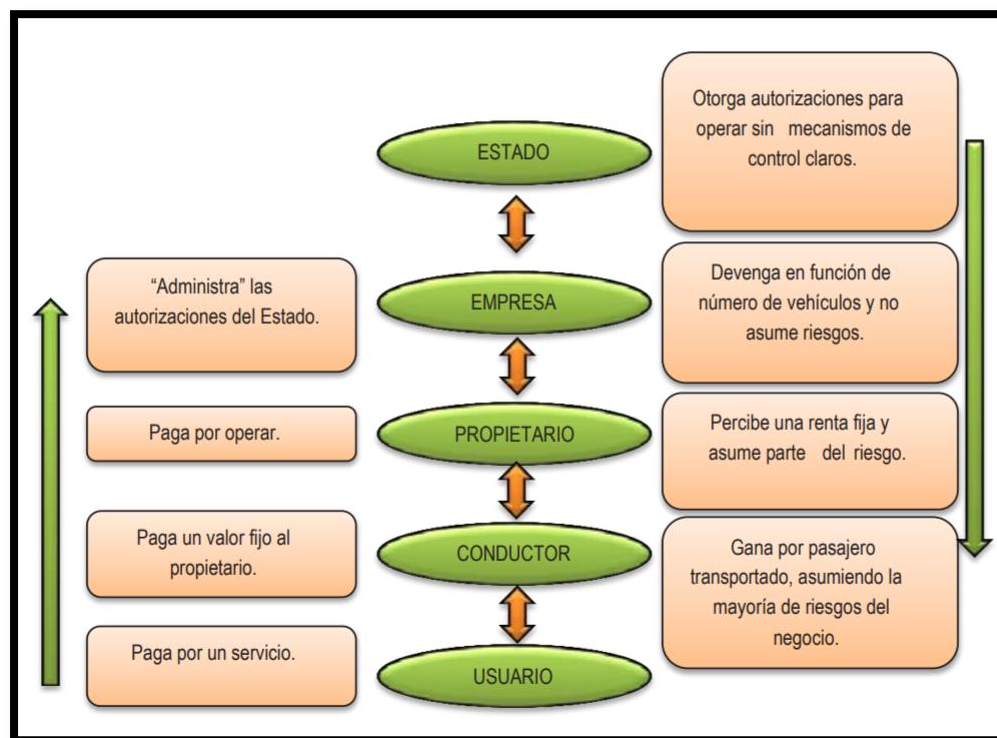 Otorga autorizaciones para
operar sin mecanismos de
control claros.
ESTADO
"Administra" las
autorizaciones del Estado.
EMPRESA
Devenga en función de
número de vehículos y no
asume riesgos.
Paga por operar.
PROPIETARIO
Percibe una renta fija y
asume parte del riesgo.
Paga un valor fijo al
propietario.
CONDUCTOR
Gana por pasajero
transportado, asumiendo la
mayoría de riesgos del
negocio.
Paga por un servicio.
USUARIO